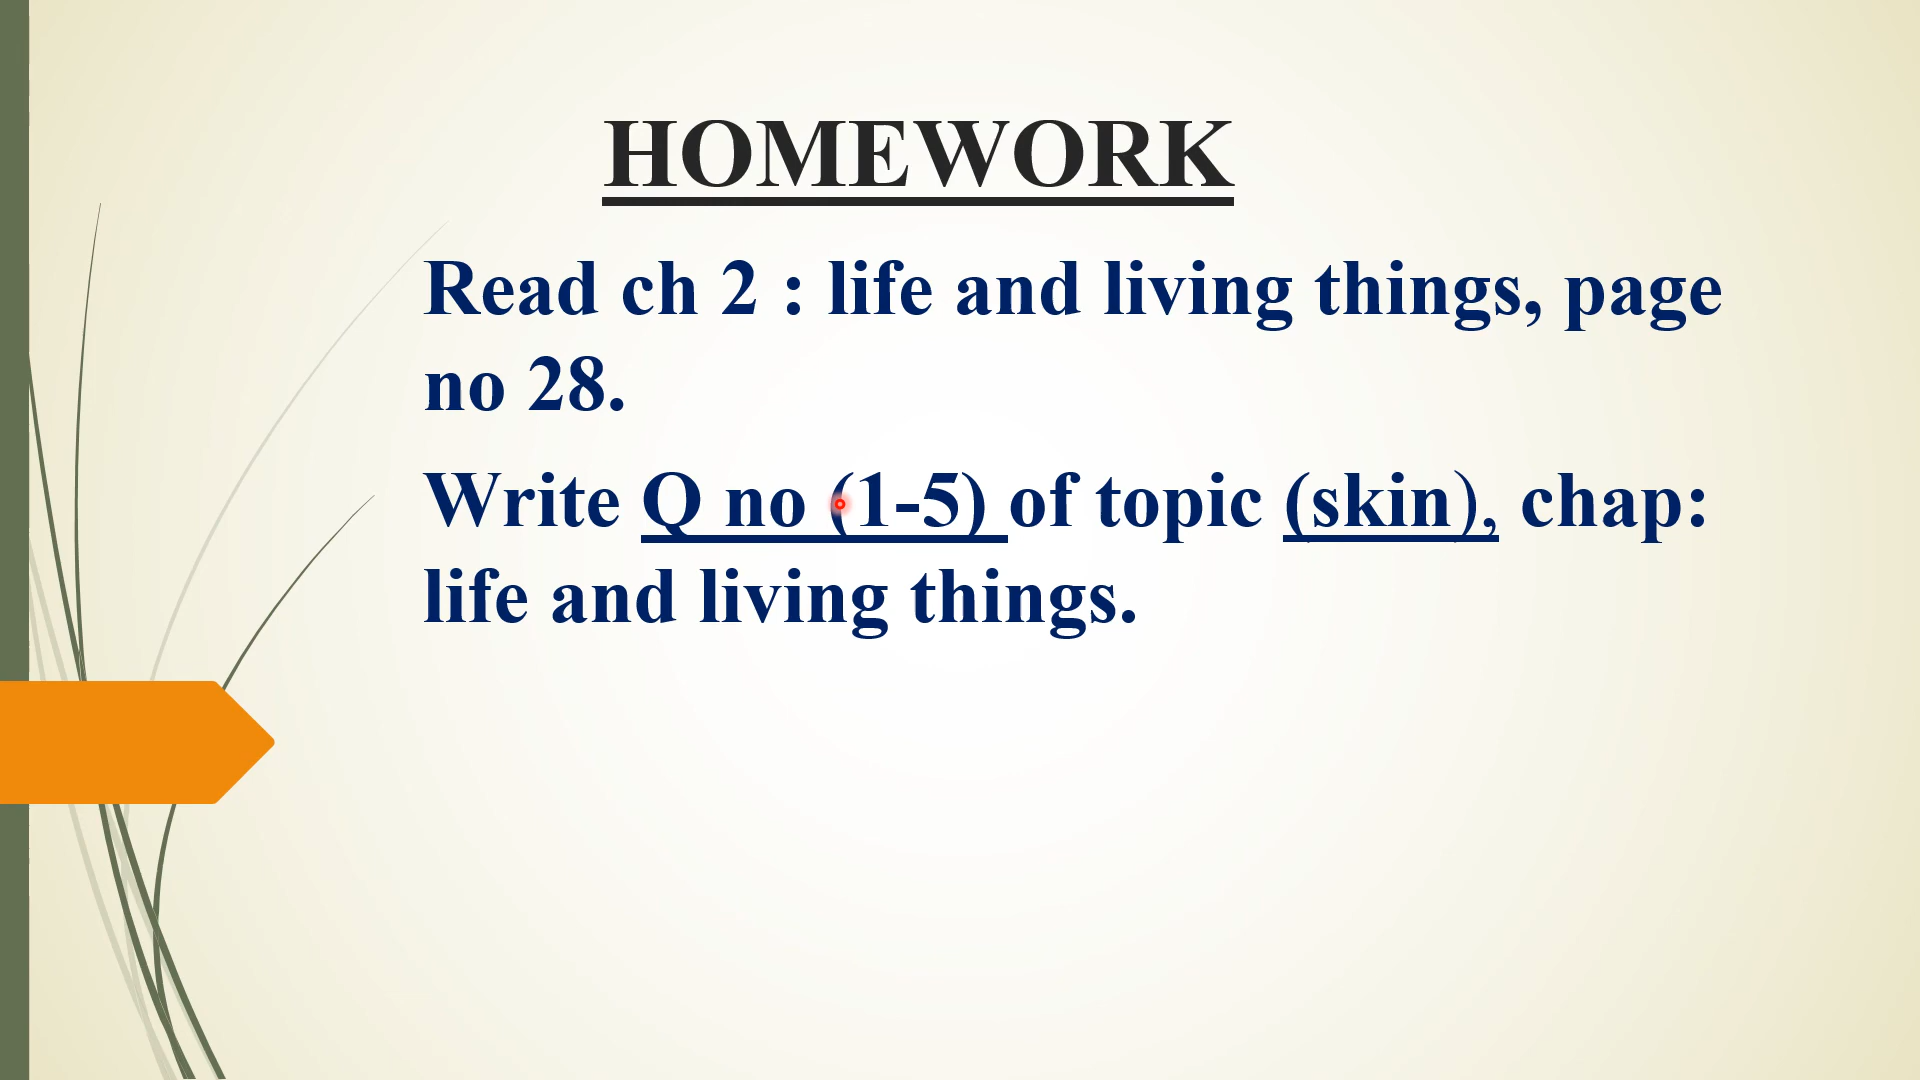 HOMEWORK
Read ch 2 : life and living things, page
no 28.
Write Q no (1-5) of topic (skin), chap:
life and living things.